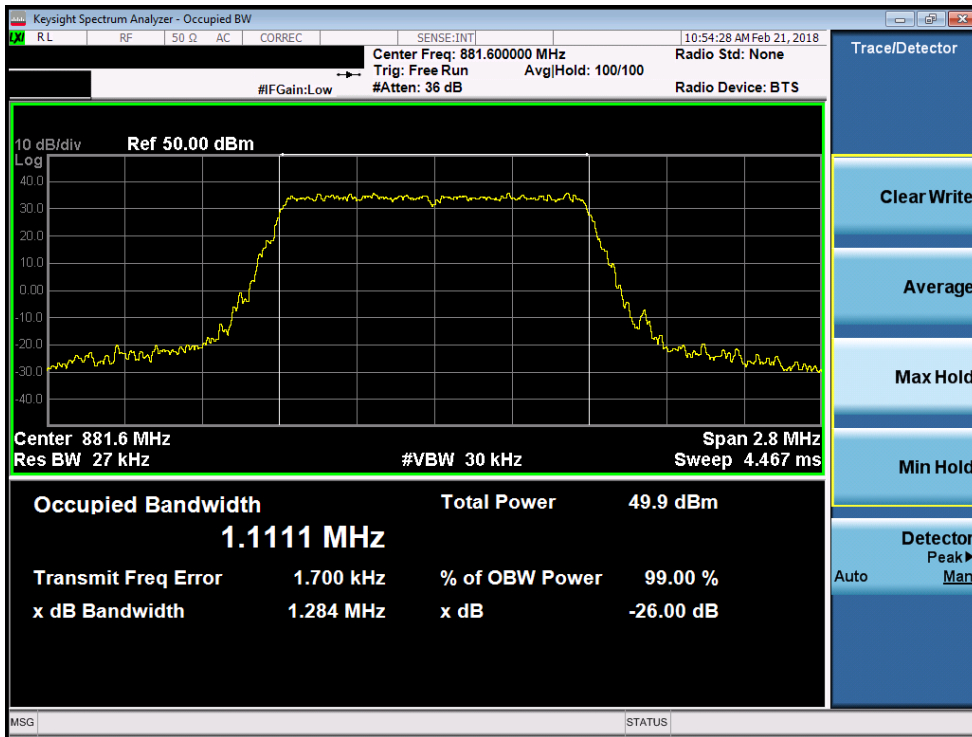 Keysight Spectrum Analyzer - Occupied BW
LXI RL RF 50 Ω AC CORREC SENSE:INT 10:54:28 AM Feb 21, 2018
Center Freq: 881.600000 MHz Radio Std: None
Trig: Free Run Avg|Hold: 100/100
#IFGain:Low #Atten: 36 dB Radio Device: BTS
10 dB/div Ref 50.00 dBm
Log
40.0
30.0
20.0
10.0
0.00
-10.0
-20.0
-30.0
-40.0
Center 881.6 MHz Span 2.8 MHz
Res BW 27 kHz #VBW 30 kHz Sweep 4.467 ms
Occupied Bandwidth Total Power 49.9 dBm
1.1111 MHz
Transmit Freq Error 1.700 kHz % of OBW Power 99.00 %
x dB Bandwidth 1.284 MHz x dB -26.00 dB
MSG STATUS
Trace/Detector
Clear Write
Average
Max Hold
Min Hold
Detector
Peak▶
Auto Man